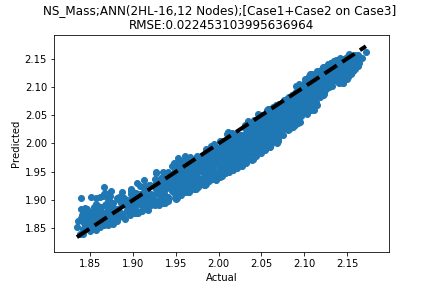 NS_Mass;ANN(2HL-16,12 Nodes);[Case1+Case2 on Case3]
RMSE:0.022453103995636964
2.15
2.10
2.05
2.00
1.95
1.90
1.85
Predicted
1.85 1.90 1.95 2.00 2.05 2.10 2.15
Actual